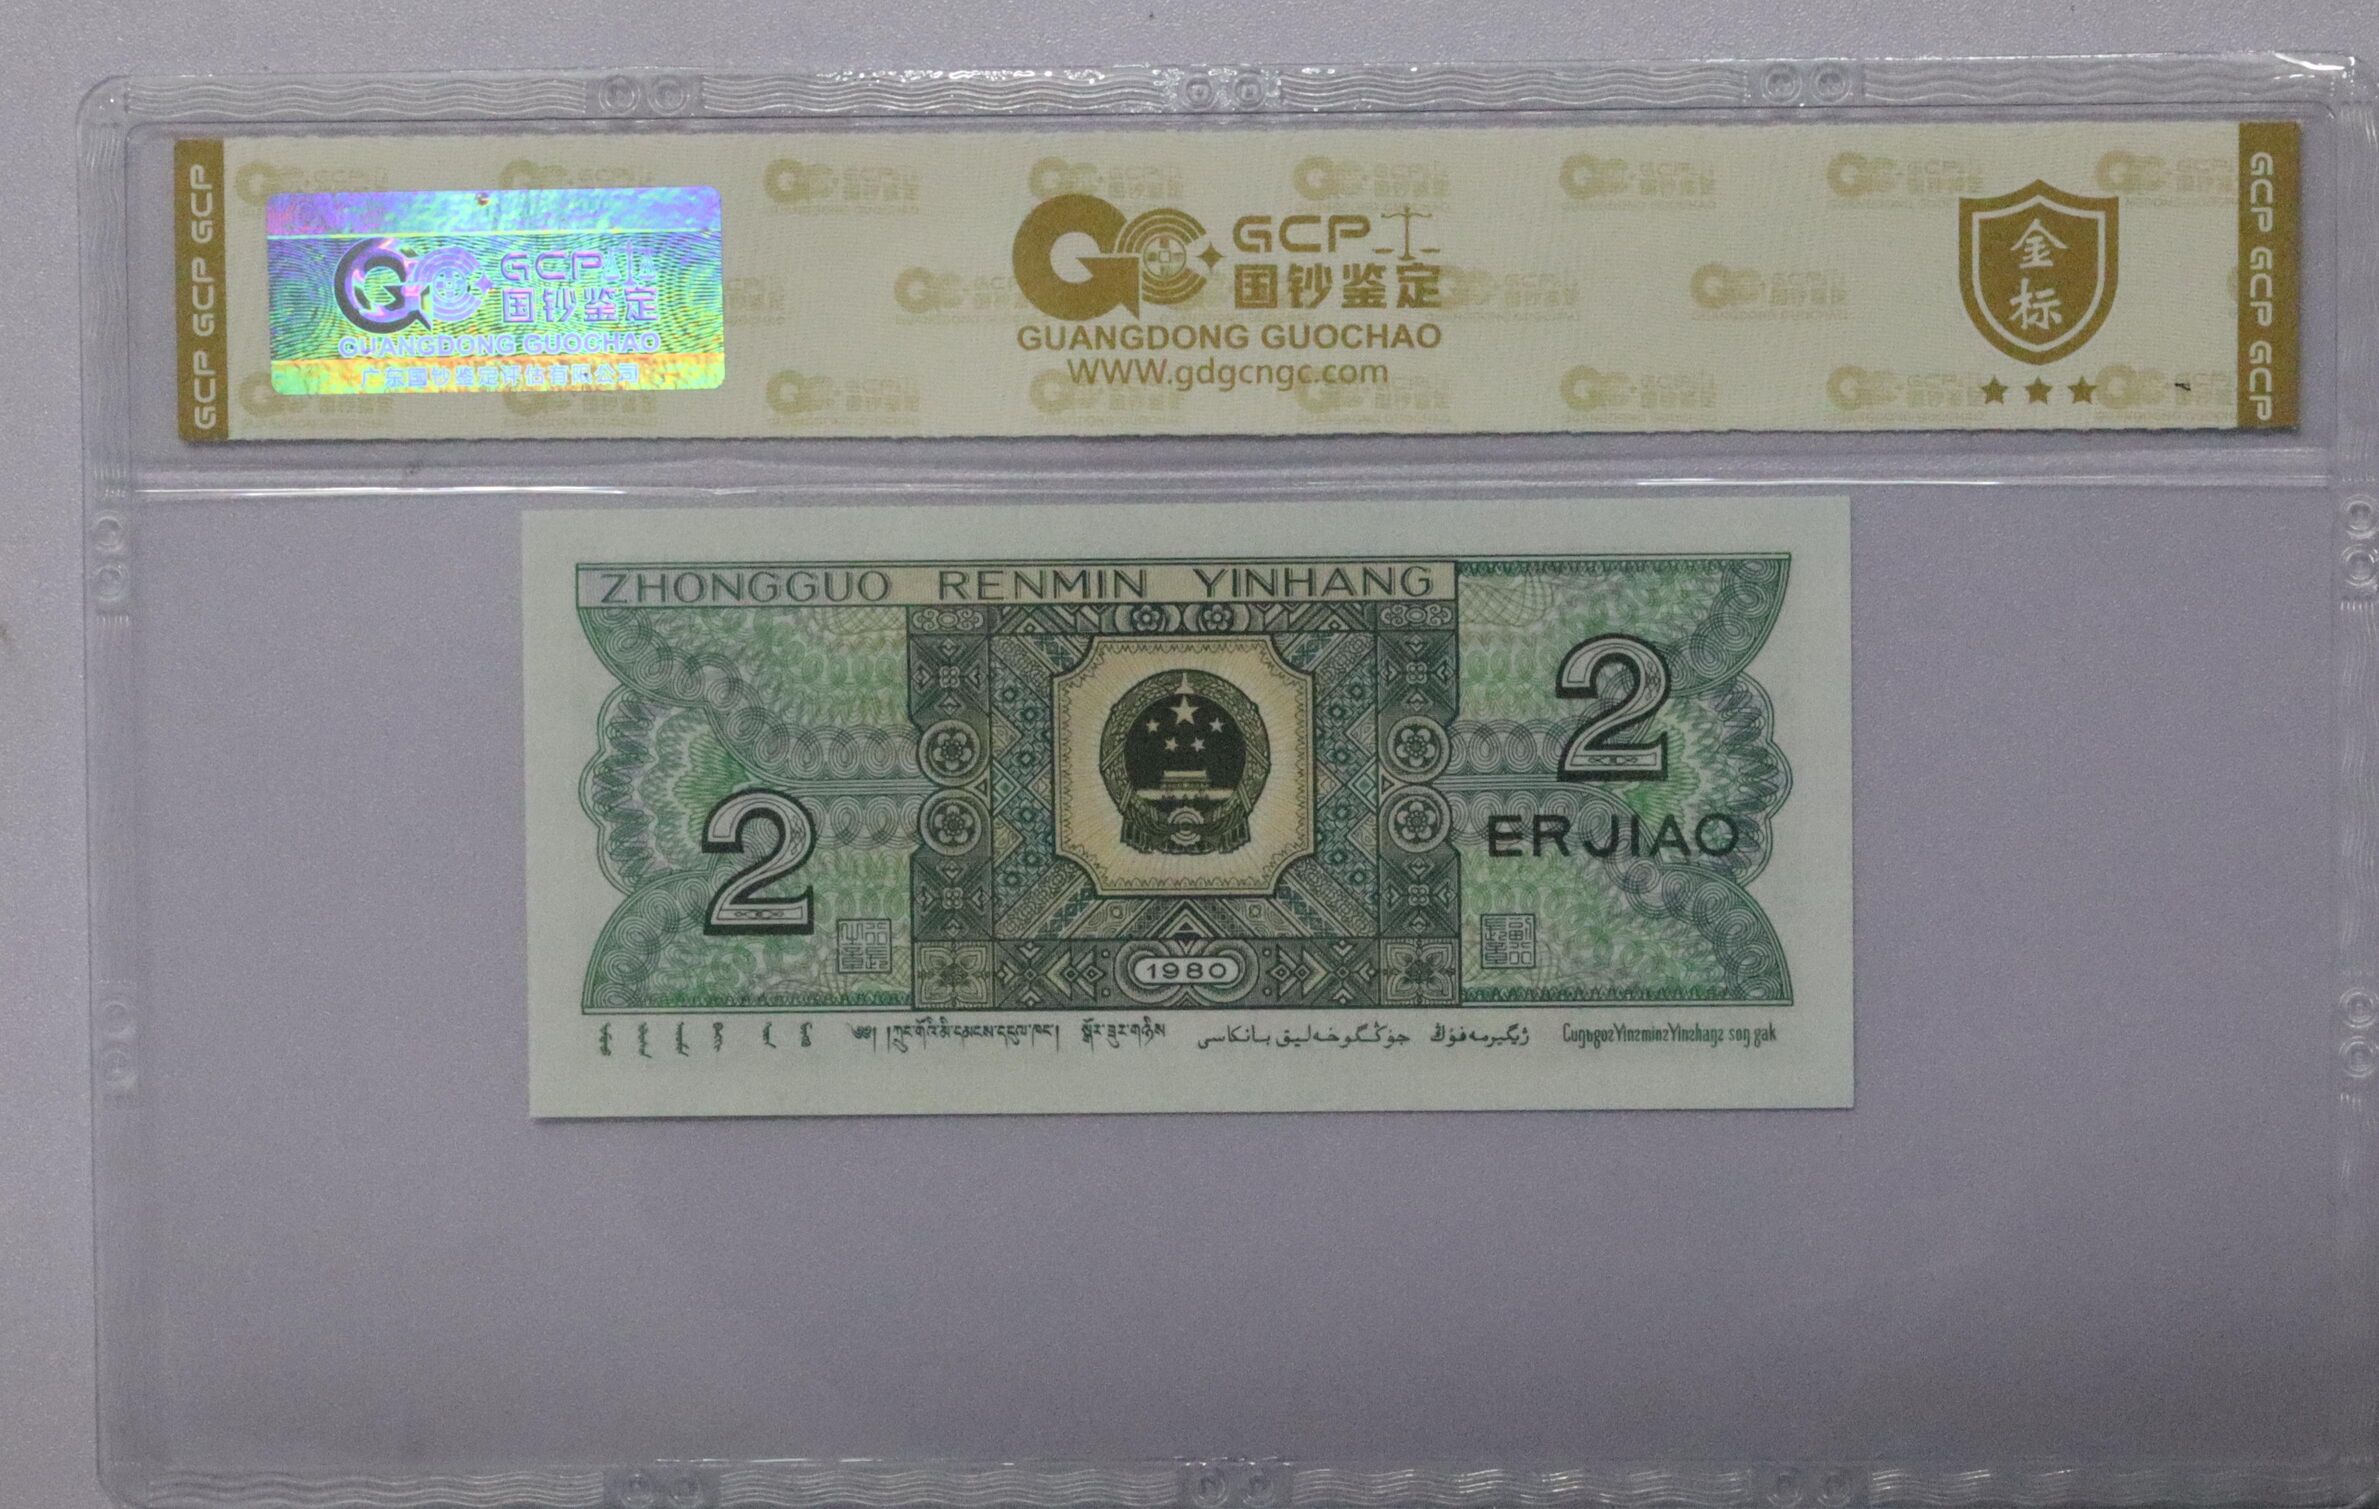 GCP GCP GCP
GCP
国钞鉴定
GUANGDONG GUOCHAO
广东国钞鉴定评估有限公司
GCP
国钞鉴定
GUANGDONG GUOCHAO
WWW.gdgcngc.com
金标
GCP GCP GCP
ZHONGGUO RENMIN YINHANG
2
2
ERJIAO
1980
Cuŋƣgoƨ Yinƨminƨ Yinƨhaŋƨ soŋ gak